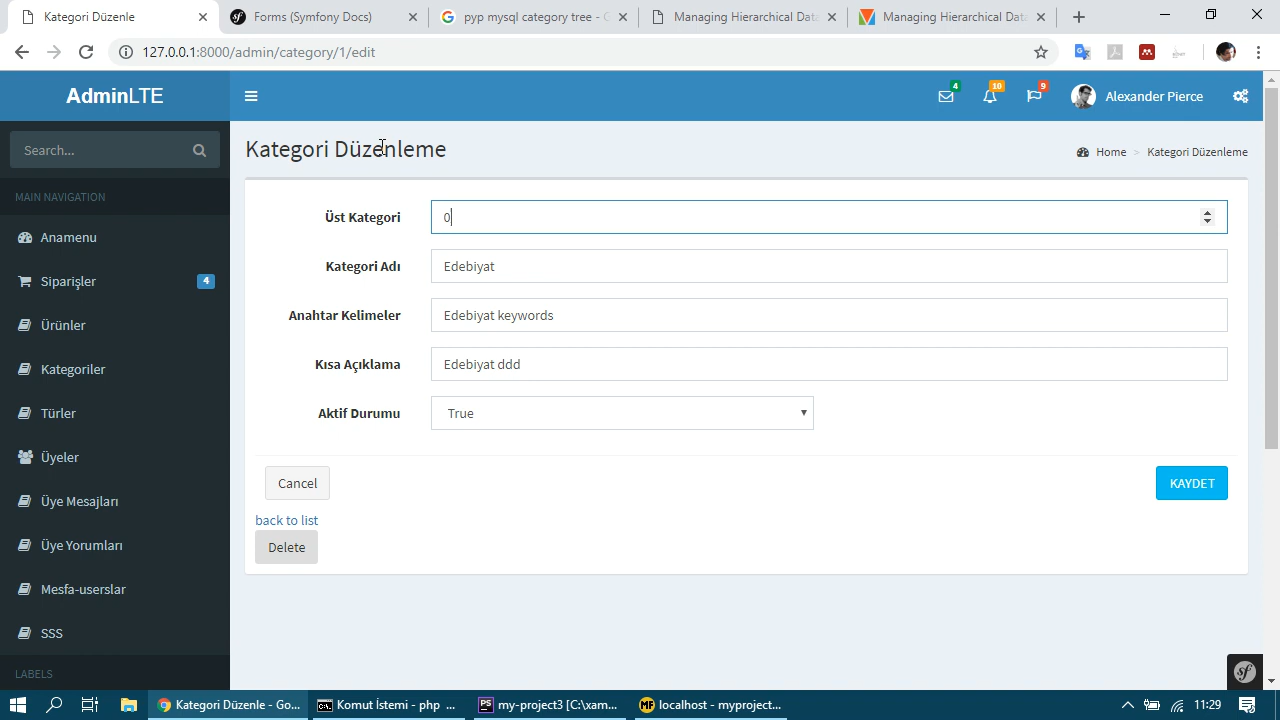 Kategori Düzenle
Forms (Symfony Docs)
pyp mysql category tree - G
Managing Hierarchical Data
Managing Hierarchical Data
127.0.0.1:8000/admin/category/1/edit
AdminLTE
4
10
9
Alexander Pierce
Search...
Kategori Düzenleme
Home > Kategori Düzenleme
MAIN NAVIGATION
Anamenu
Siparişler 4
Ürünler
Kategoriler
Türler
Üyeler
Üye Mesajları
Üye Yorumları
Mesfa-userslar
SSS
LABELS
Üst Kategori 0
Kategori Adı Edebiyat
Anahtar Kelimeler Edebiyat keywords
Kısa Açıklama Edebiyat ddd
Aktif Durumu True
Cancel
KAYDET
back to list
Delete
Kategori Düzenle - Go...
Komut İstemi - php ...
my-project3 [C:\xam...
localhost - myproject...
11:29